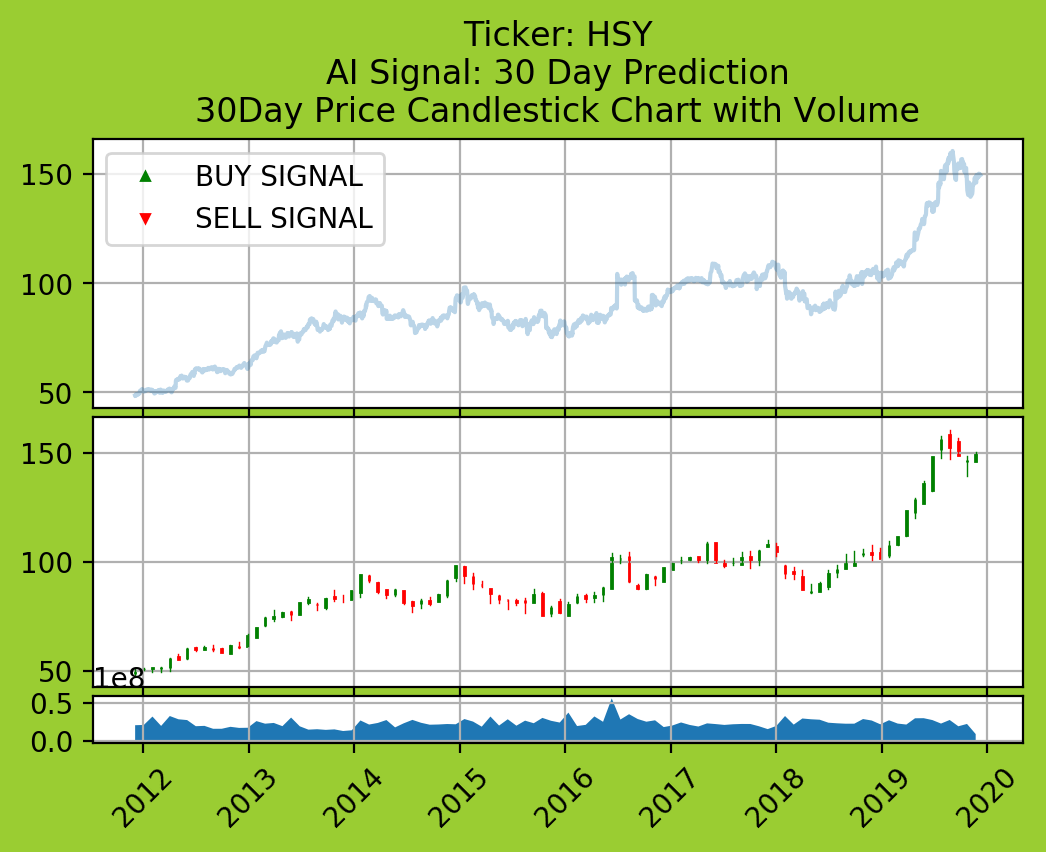 Ticker: HSY
AI Signal: 30 Day Prediction
30Day Price Candlestick Chart with Volume
BUY SIGNAL
SELL SIGNAL
150
100
50
150
100
50
1e8
0.5
0.0
2012 2013 2014 2015 2016 2017 2018 2019 2020